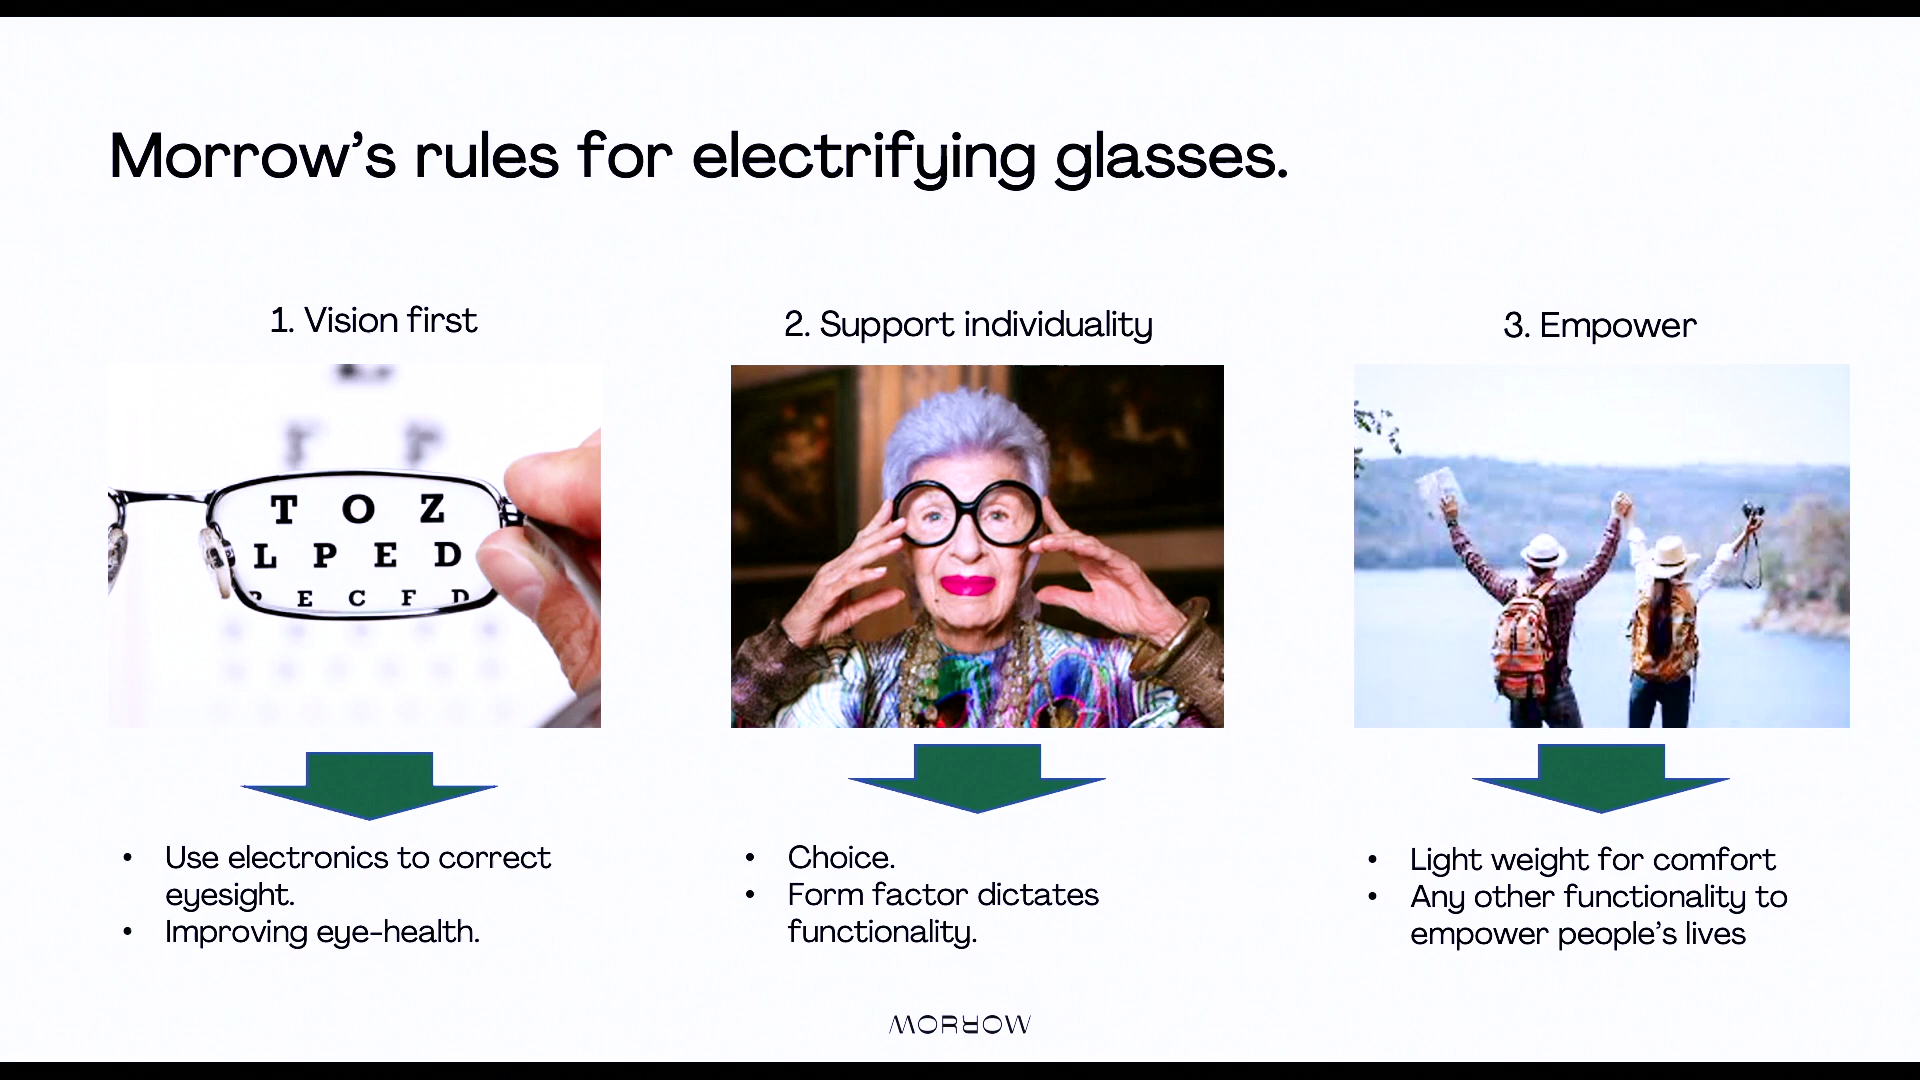 Morrow’s rules for electrifying glasses.
1. Vision first
2. Support individuality
3. Empower
T O Z
L P E D
E C F D
• Use electronics to correct
eyesight.
• Improving eye-health.
• Choice.
• Form factor dictates
functionality.
• Light weight for comfort
• Any other functionality to
empower people’s lives
MORROW